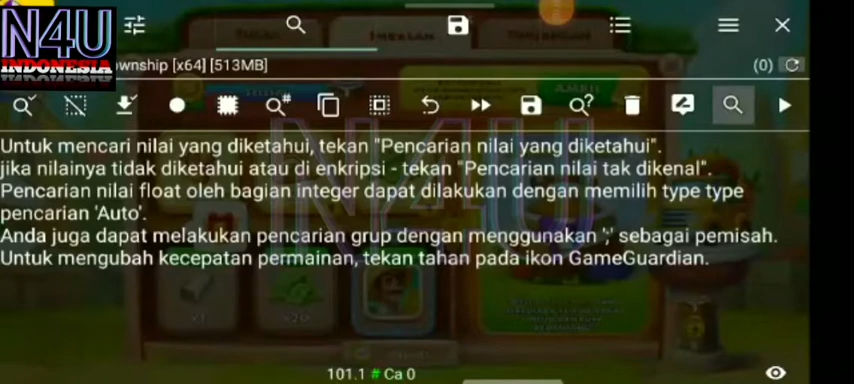 N4U
INDONESIA
ownship [x64] [513MB]
(0)
Untuk mencari nilai yang diketahui, tekan "Pencarian nilai yang diketahui".
jika nilainya tidak diketahui atau di enkripsi - tekan "Pencarian nilai tak dikenal".
Pencarian nilai float oleh bagian integer dapat dilakukan dengan memilih type type
pencarian 'Auto'.
Anda juga dapat melakukan pencarian grup dengan menggunakan ';' sebagai pemisah.
Untuk mengubah kecepatan permainan, tekan tahan pada ikon GameGuardian.
N4U
101.1 # Ca 0